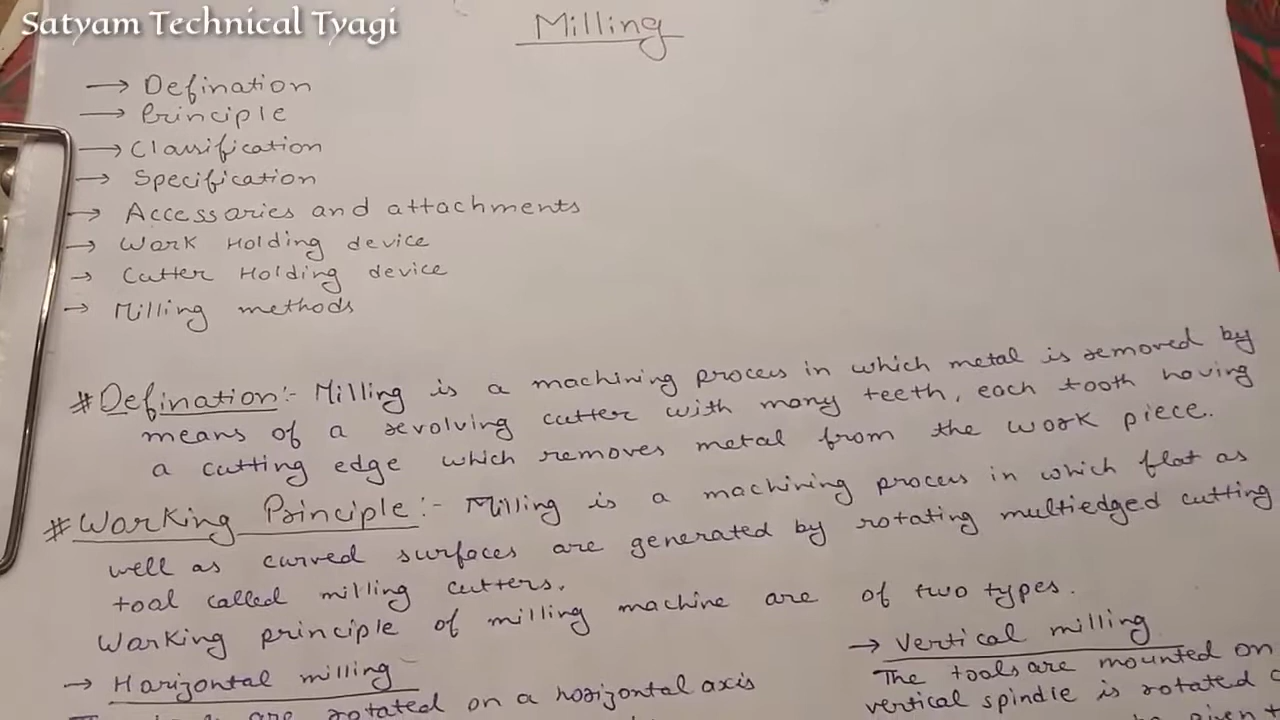 Satyam Technical Tyagi
Milling
→ Defination
→ Principle
→ Classification
→ Specification
→ Accessaries and attachments
→ Work Holding device
→ Cutter Holding device
→ Milling methods
# Defination:- Milling is a machining process in which metal is removed by
means of a revolving cutter with many teeth, each tooth having
a cutting edge which removes metal from the work piece.
# Working Principle:- Milling is a machining process in which flat as
well as curved surfaces are generated by rotating multiedged cutting
tool called milling cutters.
Working principle of milling machine are of two types.
→ Horizontal milling
are rotated on a horizontal axis
→ Vertical milling
The tools are mounted on
vertical spindle is rotated